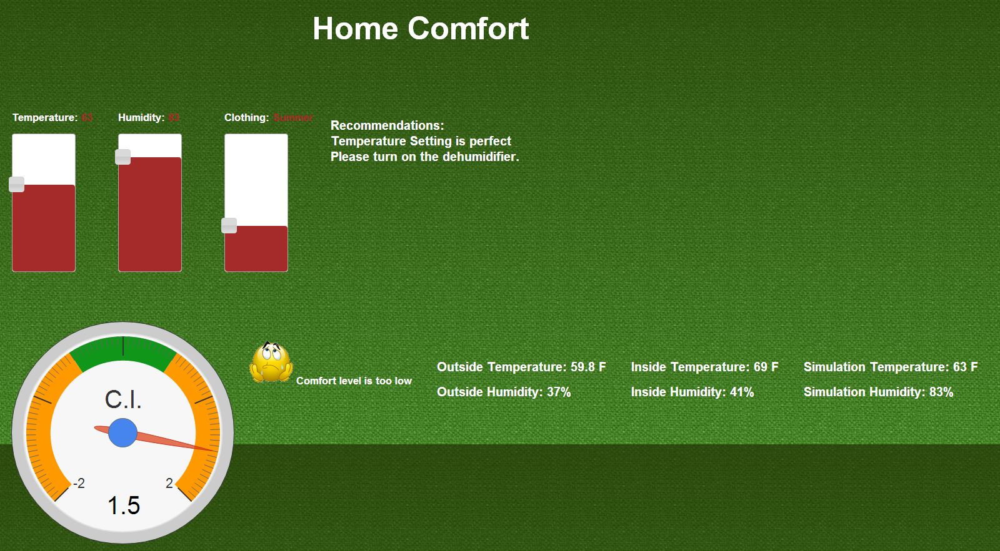 Home Comfort
Temperature: 63
Humidity: 83
Clothing: Summer
Recommendations:
Temperature Setting is perfect
Please turn on the dehumidifier.
C.I.
-2
2
1.5
Comfort level is too low
Outside Temperature: 59.8 F
Inside Temperature: 69 F
Simulation Temperature: 63 F
Outside Humidity: 37%
Inside Humidity: 41%
Simulation Humidity: 83%